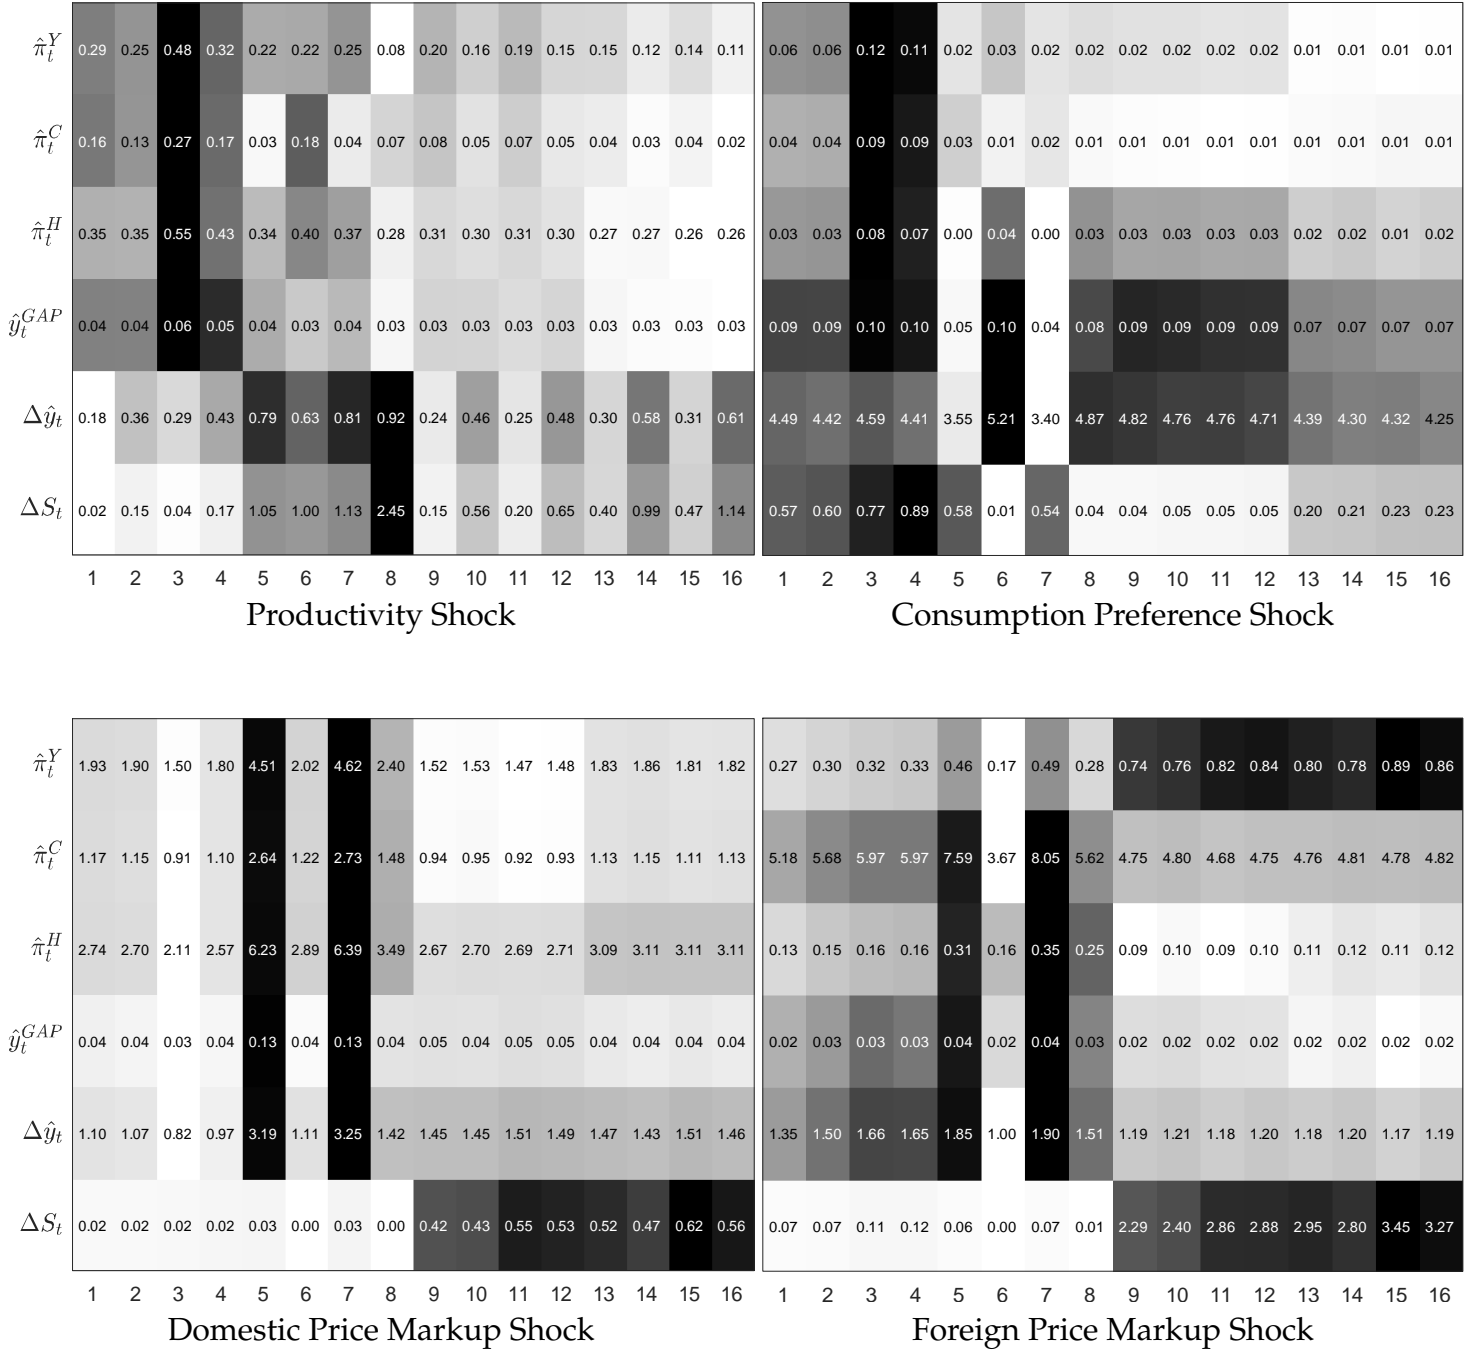 π̂_t^Y 0.29 0.25 0.48 0.32 0.22 0.22 0.25 0.08 0.20 0.16 0.19 0.15 0.15 0.12 0.14 0.11 0.06 0.06 0.12 0.11 0.02 0.03 0.02 0.02 0.02 0.02 0.02 0.02 0.01 0.01 0.01 0.01
π̂_t^C 0.16 0.13 0.27 0.17 0.03 0.18 0.04 0.07 0.08 0.05 0.07 0.05 0.04 0.03 0.04 0.02 0.04 0.04 0.09 0.09 0.03 0.01 0.02 0.01 0.01 0.01 0.01 0.01 0.01 0.01 0.01 0.01
π̂_t^H 0.35 0.35 0.55 0.43 0.34 0.40 0.37 0.28 0.31 0.30 0.31 0.30 0.27 0.27 0.26 0.26 0.03 0.03 0.08 0.07 0.00 0.04 0.00 0.03 0.03 0.03 0.03 0.03 0.02 0.02 0.01 0.02
ŷ_t^GAP 0.04 0.04 0.06 0.05 0.04 0.03 0.04 0.03 0.03 0.03 0.03 0.03 0.03 0.03 0.03 0.03 0.09 0.09 0.10 0.10 0.05 0.10 0.04 0.08 0.09 0.09 0.09 0.09 0.07 0.07 0.07 0.07
Δŷ_t 0.18 0.36 0.29 0.43 0.79 0.63 0.81 0.92 0.24 0.46 0.25 0.48 0.30 0.58 0.31 0.61 4.49 4.42 4.59 4.41 3.55 5.21 3.40 4.87 4.82 4.76 4.76 4.71 4.39 4.30 4.32 4.25
ΔS_t 0.02 0.15 0.04 0.17 1.05 1.00 1.13 2.45 0.15 0.56 0.20 0.65 0.40 0.99 0.47 1.14 0.57 0.60 0.77 0.89 0.58 0.01 0.54 0.04 0.04 0.05 0.05 0.05 0.20 0.21 0.23 0.23
1 2 3 4 5 6 7 8 9 10 11 12 13 14 15 16 1 2 3 4 5 6 7 8 9 10 11 12 13 14 15 16
Productivity Shock Consumption Preference Shock
π̂_t^Y 1.93 1.90 1.50 1.80 4.51 2.02 4.62 2.40 1.52 1.53 1.47 1.48 1.83 1.86 1.81 1.82 0.27 0.30 0.32 0.33 0.46 0.17 0.49 0.28 0.74 0.76 0.82 0.84 0.80 0.78 0.89 0.86
π̂_t^C 1.17 1.15 0.91 1.10 2.64 1.22 2.73 1.48 0.94 0.95 0.92 0.93 1.13 1.15 1.11 1.13 5.18 5.68 5.97 5.97 7.59 3.67 8.05 5.62 4.75 4.80 4.68 4.75 4.76 4.81 4.78 4.82
π̂_t^H 2.74 2.70 2.11 2.57 6.23 2.89 6.39 3.49 2.67 2.70 2.69 2.71 3.09 3.11 3.11 3.11 0.13 0.15 0.16 0.16 0.31 0.16 0.35 0.25 0.09 0.10 0.09 0.10 0.11 0.12 0.11 0.12
ŷ_t^GAP 0.04 0.04 0.03 0.04 0.13 0.04 0.13 0.04 0.05 0.04 0.05 0.05 0.04 0.04 0.04 0.04 0.02 0.03 0.03 0.03 0.04 0.02 0.04 0.03 0.02 0.02 0.02 0.02 0.02 0.02 0.02 0.02
Δŷ_t 1.10 1.07 0.82 0.97 3.19 1.11 3.25 1.42 1.45 1.45 1.51 1.49 1.47 1.43 1.51 1.46 1.35 1.50 1.66 1.65 1.85 1.00 1.90 1.51 1.19 1.21 1.18 1.20 1.18 1.20 1.17 1.19
ΔS_t 0.02 0.02 0.02 0.02 0.03 0.00 0.03 0.00 0.42 0.43 0.55 0.53 0.52 0.47 0.62 0.56 0.07 0.07 0.11 0.12 0.06 0.00 0.07 0.01 2.29 2.40 2.86 2.88 2.95 2.80 3.45 3.27
1 2 3 4 5 6 7 8 9 10 11 12 13 14 15 16 1 2 3 4 5 6 7 8 9 10 11 12 13 14 15 16
Domestic Price Markup Shock Foreign Price Markup Shock